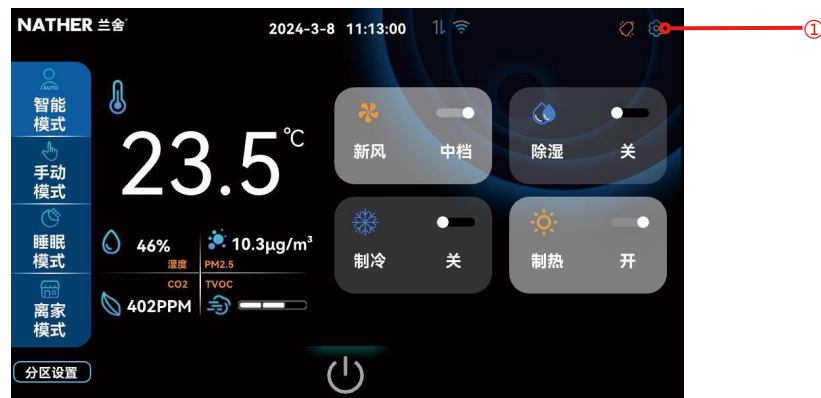 NATHER 兰舍
2024-3-8 11:13:00
①
AUTO
智能
模式
手动
模式
睡眠
模式
离家
模式
分区设置
23.5℃
46%
湿度
10.3μg/m³
PM2.5
CO2
402PPM
TVOC
新风 中档
除湿 关
制冷 关
制热 开